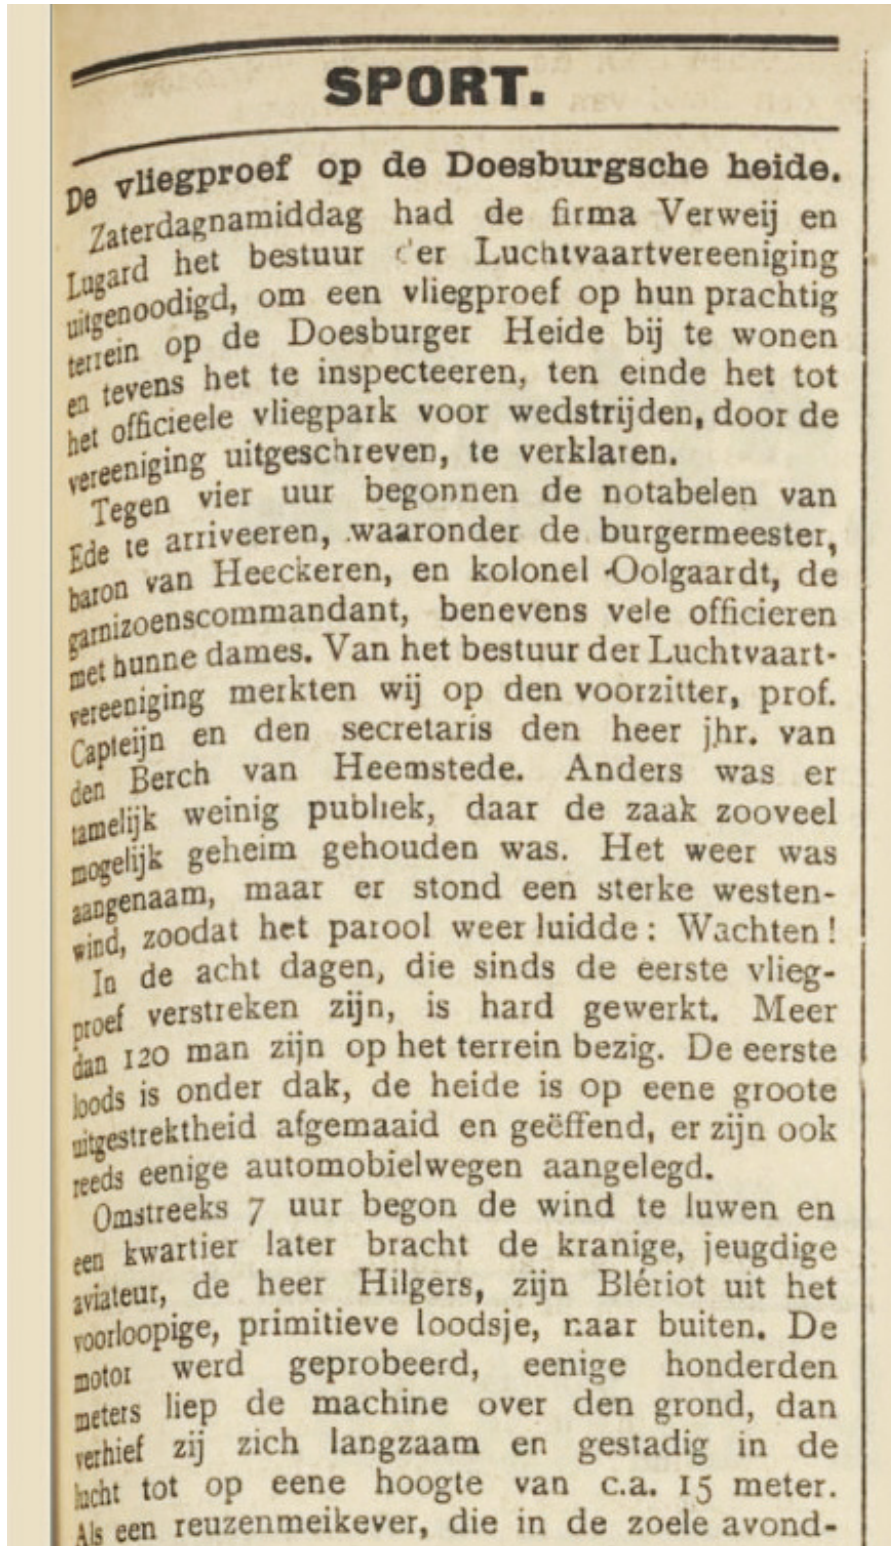 SPORT.
De vliegproef op de Doesburgsche heide.
Zaterdagnamiddag had de firma Verweij en
Lugard het bestuur der Luchtvaartvereeniging
uitgenoodigd, om een vliegproef op hun prachtig
terrein op de Doesburger Heide bij te wonen
en tevens het te inspecteeren, ten einde het tot
het officieele vliegpark voor wedstrijden, door de
vereeniging uitgeschreven, te verklaren.
Tegen vier uur begonnen de notabelen van
Ede te arriveeren, waaronder de burgermeester,
baron van Heeckeren, en kolonel Oolgaardt, de
garnizoenscommandant, benevens vele officieren
met hunne dames. Van het bestuur der Luchtvaart-
vereeniging merkten wij op den voorzitter, prof.
Capteijn en den secretaris den heer jhr. van
den Berch van Heemstede. Anders was er
tamelijk weinig publiek, daar de zaak zooveel
mogelijk geheim gehouden was. Het weer was
aangenaam, maar er stond een sterke westen-
wind, zoodat het parool weer luidde: Wachten!
In de acht dagen, die sinds de eerste vlieg-
proef verstreken zijn, is hard gewerkt. Meer
dan 120 man zijn op het terrein bezig. De eerste
loods is onder dak, de heide is op eene groote
uitgestrektheid afgemaaid en geëffend, er zijn ook
reeds eenige automobielwegen aangelegd.
Omstreeks 7 uur begon de wind te luwen en
een kwartier later bracht de kranige, jeugdige
aviateur, de heer Hilgers, zijn Blériot uit het
voorloopige, primitieve loodsje, naar buiten. De
motor werd geprobeerd, eenige honderden
meters liep de machine over den grond, dan
verhief zij zich langzaam en gestadig in de
lucht tot op eene hoogte van c.a. 15 meter.
Als een reuzenmeikever, die in de zoele avond-